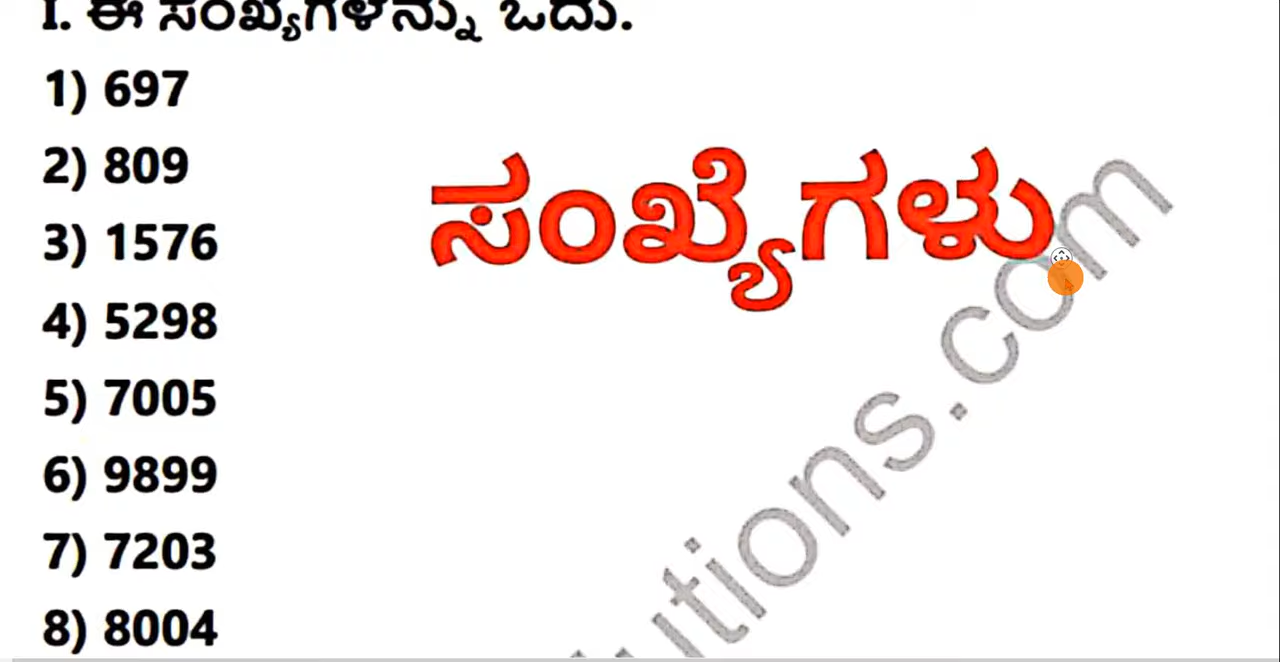 I. ಈ ಸಂಖ್ಯೆಗಳನ್ನು ಓದು.
1) 697
2) 809
3) 1576
4) 5298
5) 7005
6) 9899
7) 7203
8) 8004
ಸಂಖ್ಯೆಗಳು
utions.com